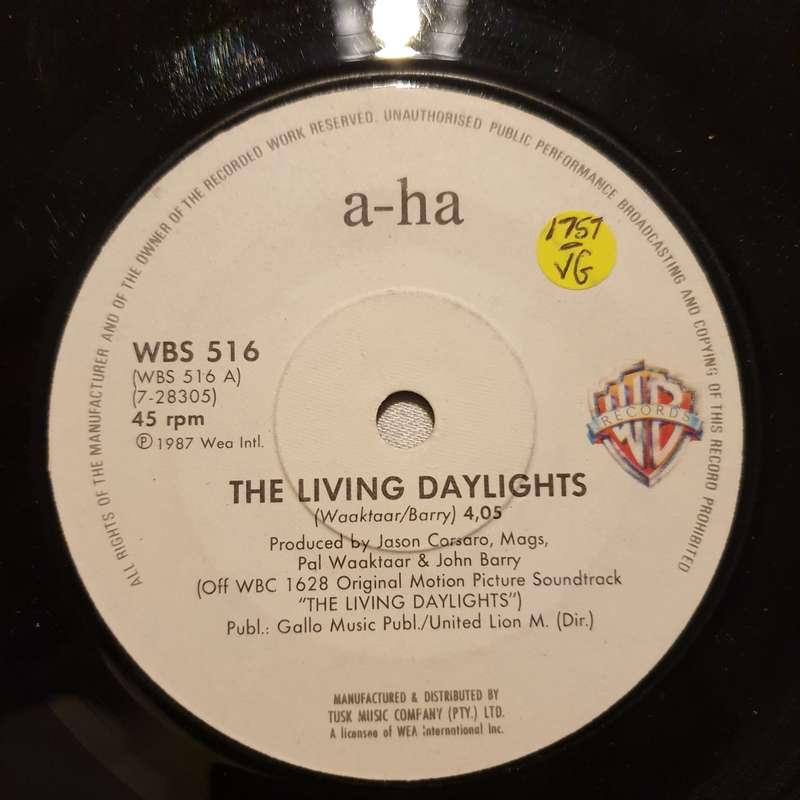 ALL RIGHTS OF THE MANUFACTURER AND OF THE OWNER OF THE RECORDED WORK RESERVED. UNAUTHORISED PUBLIC PERFORMANCE BROADCASTING AND COPYING OF THIS RECORD PROHIBITED
a-ha
1757
VG
WBS 516
(WBS 516 A)
(7-28305)
45 rpm
Ⓟ 1987 Wea Intl.
WB
RECORDS
THE LIVING DAYLIGHTS
(Waaktaar/Barry) 4,05
Produced by Jason Corsaro, Mags,
Pal Waaktaar & John Barry
(Off WBC 1628 Original Motion Picture Soundtrack
"THE LIVING DAYLIGHTS")
Publ.: Gallo Music Publ./United Lion M. (Dir.)
MANUFACTURED & DISTRIBUTED BY
TUSK MUSIC COMPANY (PTY.) LTD.
A licensee of WEA International Inc.